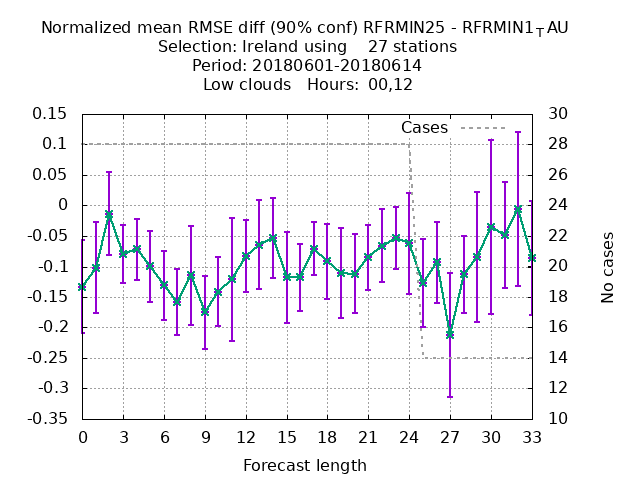 Normalized mean RMSE diff (90% conf) RFRMIN25 - RFRMIN1TAU
Selection: Ireland using 27 stations
Period: 20180601-20180614
Low clouds Hours: 00,12
Cases
0.15
0.1
0.05
0
-0.05
-0.1
-0.15
-0.2
-0.25
-0.3
-0.35
30
28
26
24
22
20
18
16
14
12
10
No cases
0 3 6 9 12 15 18 21 24 27 30 33
Forecast length